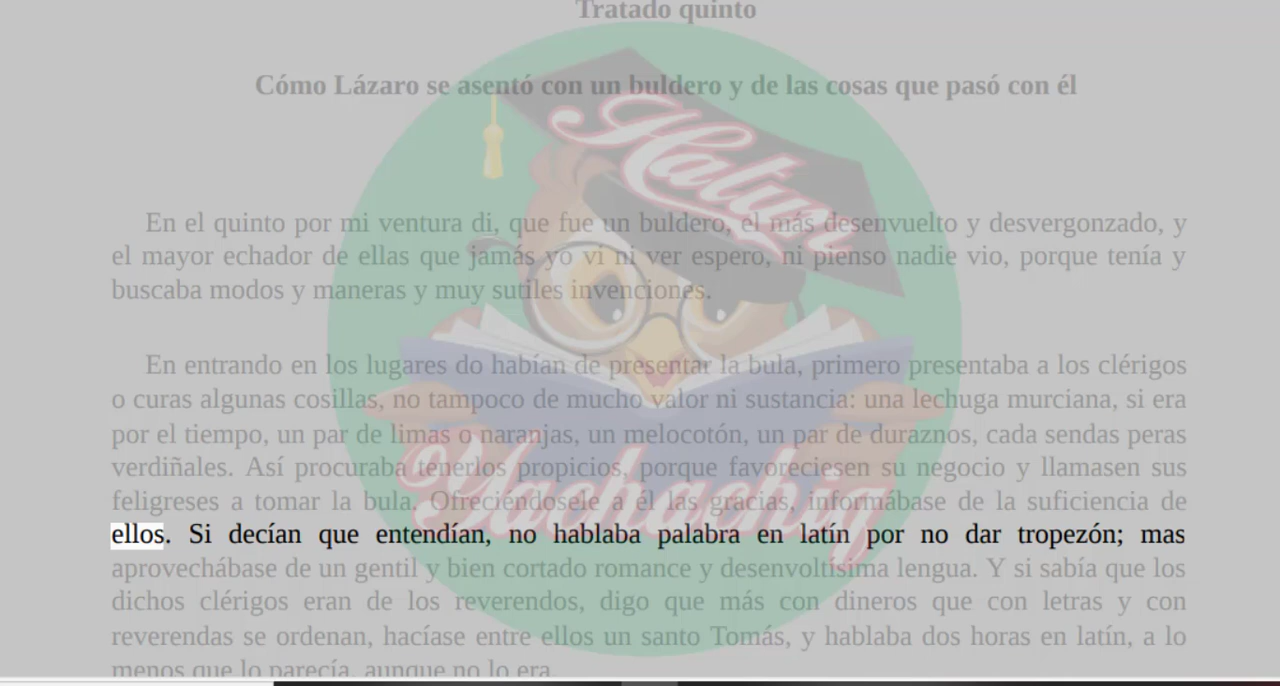 Tratado quinto
Cómo Lázaro se asentó con un buldero y de las cosas que pasó con él
Hatun
En el quinto por mi ventura di, que fue un buldero, el más desenvuelto y desvergonzado, y
el mayor echador de ellas que jamás yo vi ni ver espero, ni pienso nadie vio, porque tenía y
buscaba modos y maneras y muy sutiles invenciones.
En entrando en los lugares do habían de presentar la bula, primero presentaba a los clérigos
o curas algunas cosillas, no tampoco de mucho valor ni sustancia: una lechuga murciana, si era
por el tiempo, un par de limas o naranjas, un melocotón, un par de duraznos, cada sendas peras
verdiñales. Así procuraba tenerlos propicios, porque favoreciesen su negocio y llamasen sus
feligreses a tomar la bula. Ofreciéndosele a él las gracias, informábase de la suficiencia de
@Yachachiq
ellos. Si decían que entendían, no hablaba palabra en latín por no dar tropezón; mas
aprovechábase de un gentil y bien cortado romance y desenvoltísima lengua. Y si sabía que los
dichos clérigos eran de los reverendos, digo que más con dineros que con letras y con
reverendas se ordenan, hacíase entre ellos un santo Tomás, y hablaba dos horas en latín, a lo
menos que lo parecía, aunque no lo era.